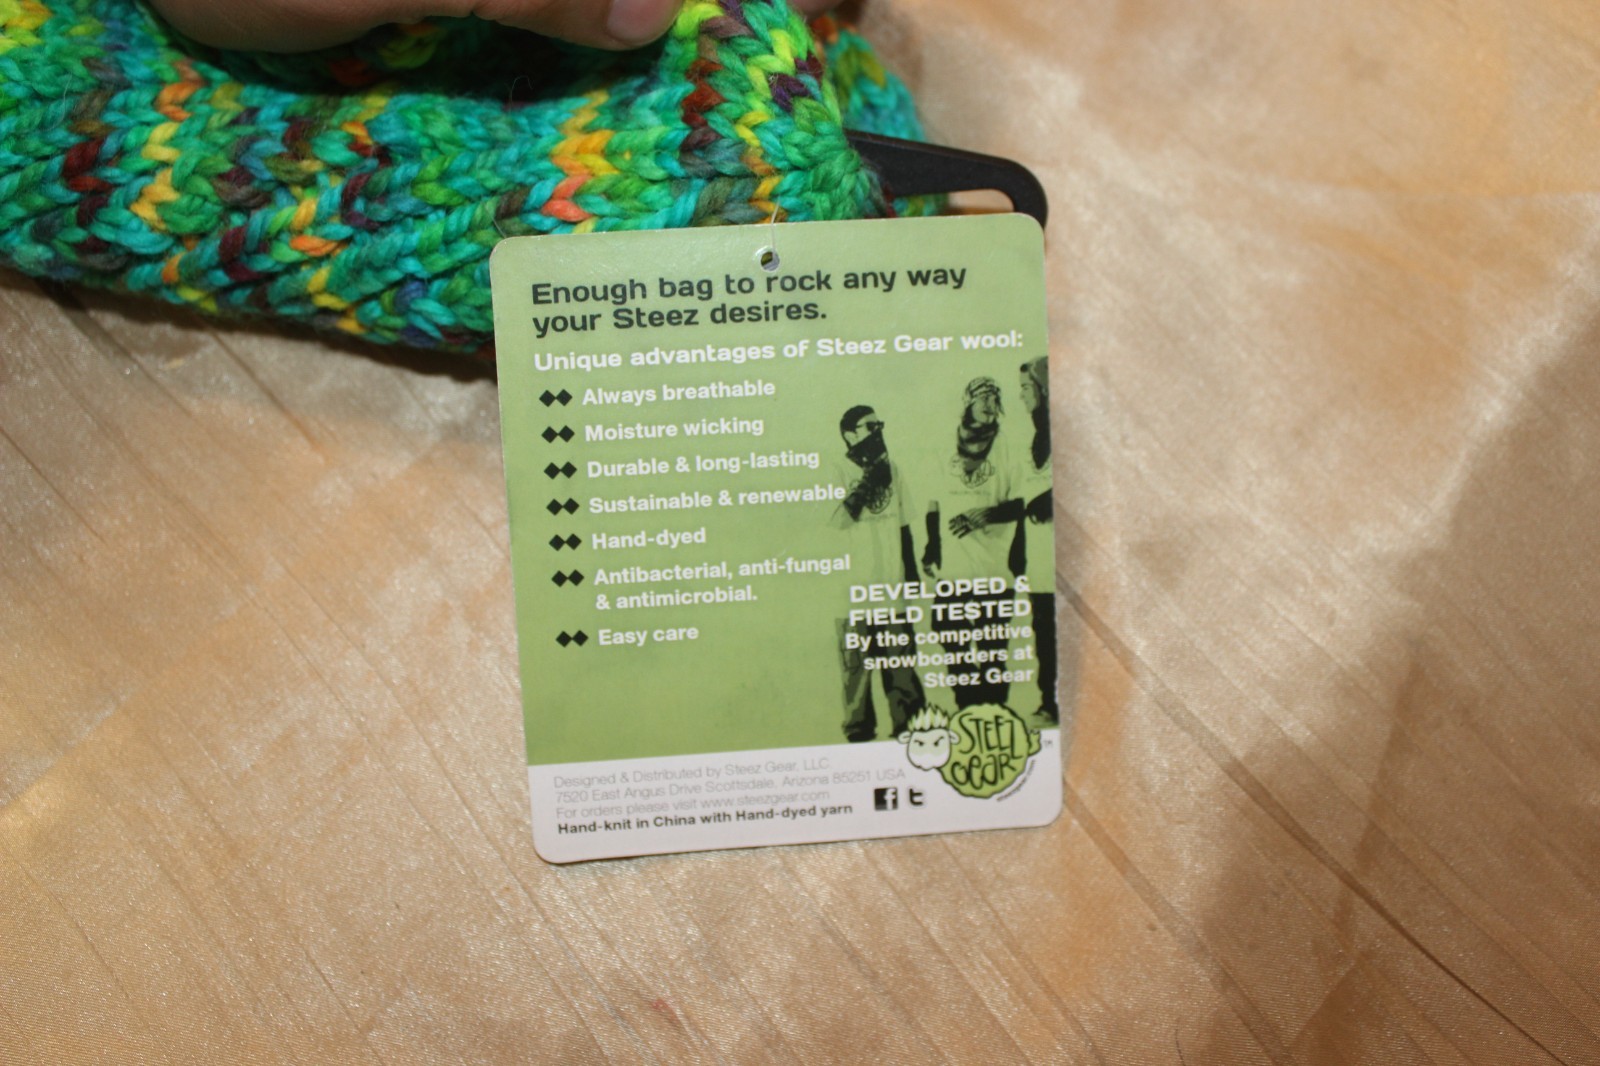 Enough bag to rock any way
your Steez desires.
Unique advantages of Steez Gear wool:
Always breathable
Moisture wicking
Durable & long-lasting
Sustainable & renewable
Hand-dyed
Antibacterial, anti-fungal
& antimicrobial.
Easy care
DEVELOPED &
FIELD TESTED
By the competitive
snowboarders at
Steez Gear
STEEZ
GEAR
TM
Designed & Distributed by Steez Gear, LLC
7520 East Angus Drive Scottsdale, Arizona 85251 USA
For orders please visit www.steezgear.com
Hand-knit in China with Hand-dyed yarn